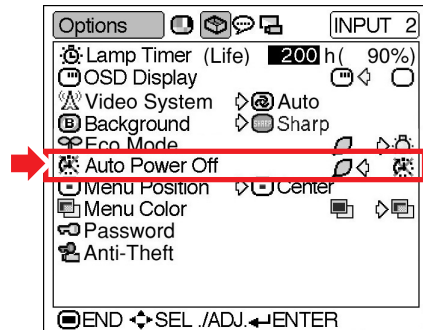 Options INPUT 2
Lamp Timer (Life) 200 h( 90%)
OSD Display
Video System Auto
B Background SHARP Sharp
Eco Mode
Auto Power Off
Menu Position Center
Menu Color
Password
Anti-Theft
END SEL ./ADJ. ENTER